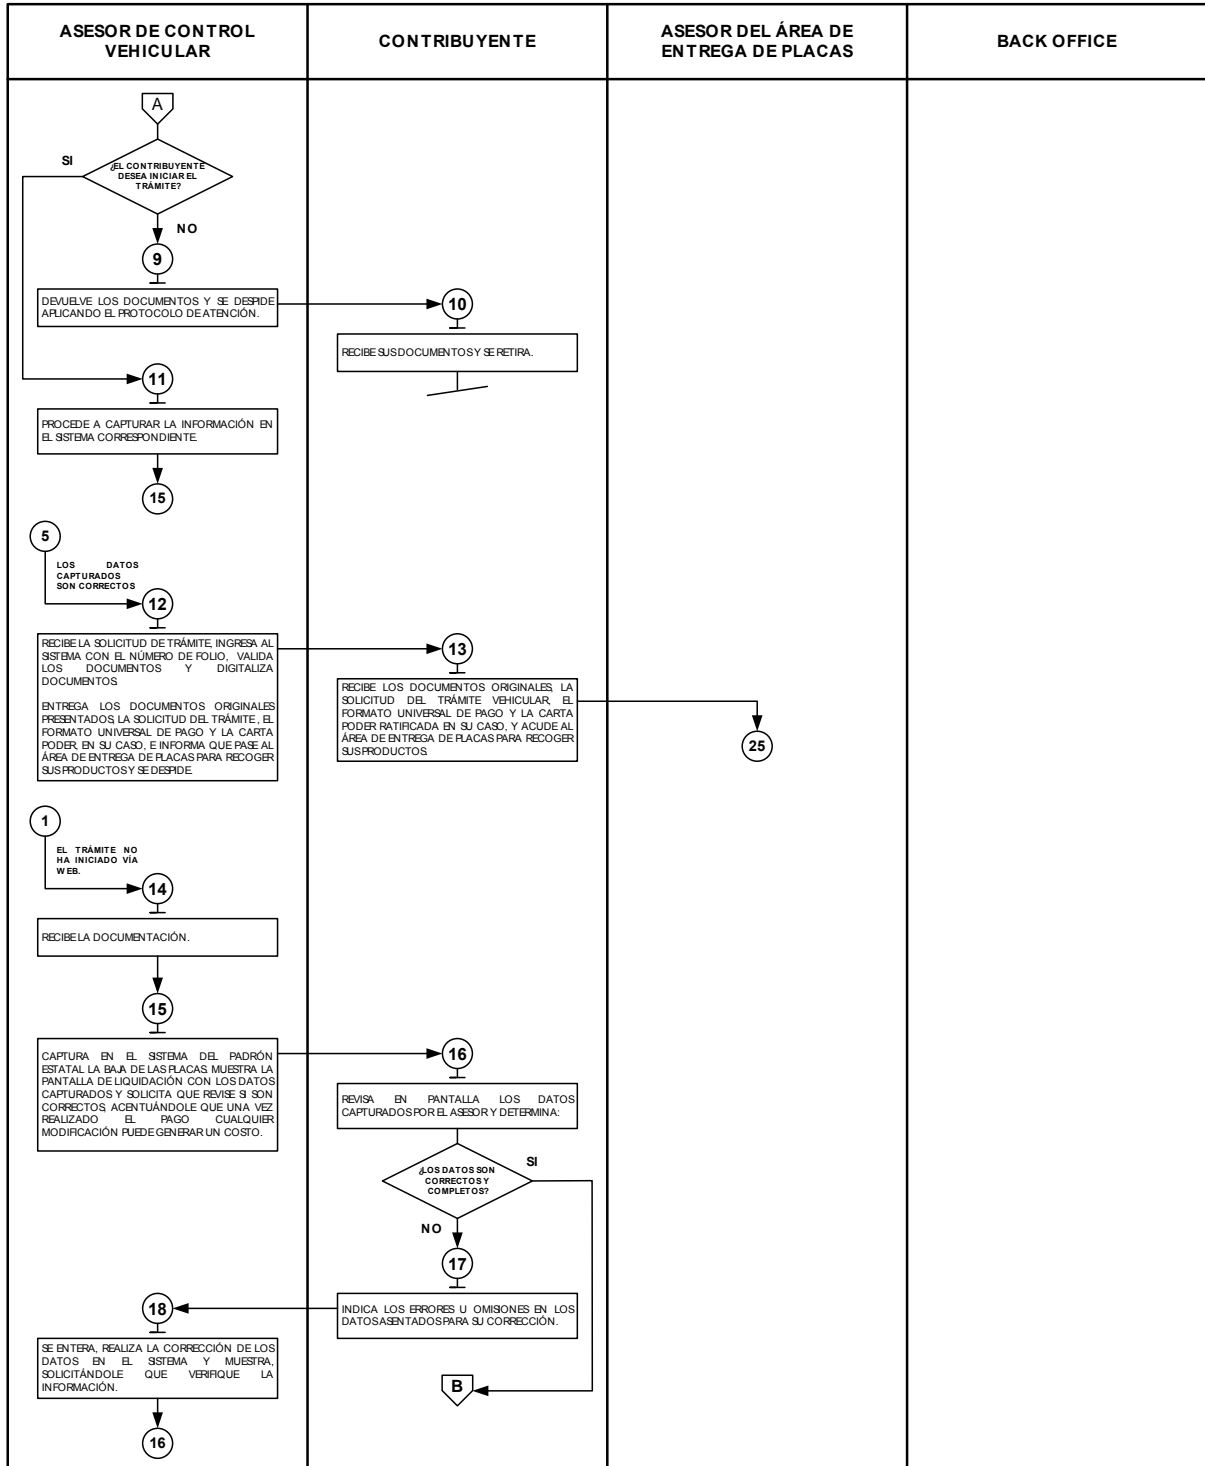 ASESOR DE CONTROL
VEHICULAR
CONTRIBUYENTE
ASESOR DEL ÁREA DE
ENTREGA DE PLACAS
BACK OFFICE
A
SI
¿EL CONTRIBUYENTE
DESEA INICIAR EL
TRÁMITE?
NO
9
DEVUELVE LOS DOCUMENTOS Y SE DESPIDE
APLICANDO EL PROTOCOLO DE ATENCIÓN.
10
RECIBE SUS DOCUMENTOS Y SE RETIRA.
11
PROCEDE A CAPTURAR LA INFORMACIÓN EN
EL SISTEMA CORRESPONDIENTE.
15
5
LOS DATOS
CAPTURADOS
SON CORRECTOS
12
RECIBE LA SOLICITUD DE TRÁMITE, INGRESA AL
SISTEMA CON EL NÚMERO DE FOLIO, VALIDA
LOS DOCUMENTOS Y DIGITALIZA
DOCUMENTOS.
ENTREGA LOS DOCUMENTOS ORIGINALES
PRESENTADOS, LA SOLICITUD DEL TRÁMITE, EL
FORMATO UNIVERSAL DE PAGO Y LA CARTA
PODER, EN SU CASO, E INFORMA QUE PASE AL
ÁREA DE ENTREGA DE PLACAS PARA RECOGER
SUS PRODUCTOS Y SE DESPIDE.
13
RECIBE LOS DOCUMENTOS ORIGINALES, LA
SOLICITUD DEL TRÁMITE VEHICULAR, EL
FORMATO UNIVERSAL DE PAGO Y LA CARTA
PODER RATIFICADA EN SU CASO, Y ACUDE AL
ÁREA DE ENTREGA DE PLACAS PARA RECOGER
SUS PRODUCTOS.
25
1
EL TRÁMITE NO
HA INICIADO VÍA
WEB.
14
RECIBE LA DOCUMENTACIÓN.
15
CAPTURA EN EL SISTEMA DEL PADRÓN
ESTATAL LA BAJA DE LAS PLACAS. MUESTRA LA
PANTALLA DE LIQUIDACIÓN CON LOS DATOS
CAPTURADOS Y SOLICITA QUE REVISE SI SON
CORRECTOS, ACENTUÁNDOLE QUE UNA VEZ
REALIZADO EL PAGO CUALQUIER
MODIFICACIÓN PUEDE GENERAR UN COSTO.
16
REVISA EN PANTALLA LOS DATOS
CAPTURADOS POR EL ASESOR Y DETERMINA:
¿LOS DATOS SON
CORRECTOS Y
COMPLETOS?
SI
NO
17
INDICA LOS ERRORES U OMISIONES EN LOS
DATOS ASENTADOS PARA SU CORRECCIÓN.
18
SE ENTERA, REALIZA LA CORRECCIÓN DE LOS
DATOS EN EL SISTEMA Y MUESTRA,
SOLICITÁNDOLE QUE VERIFIQUE LA
INFORMACIÓN.
B
16